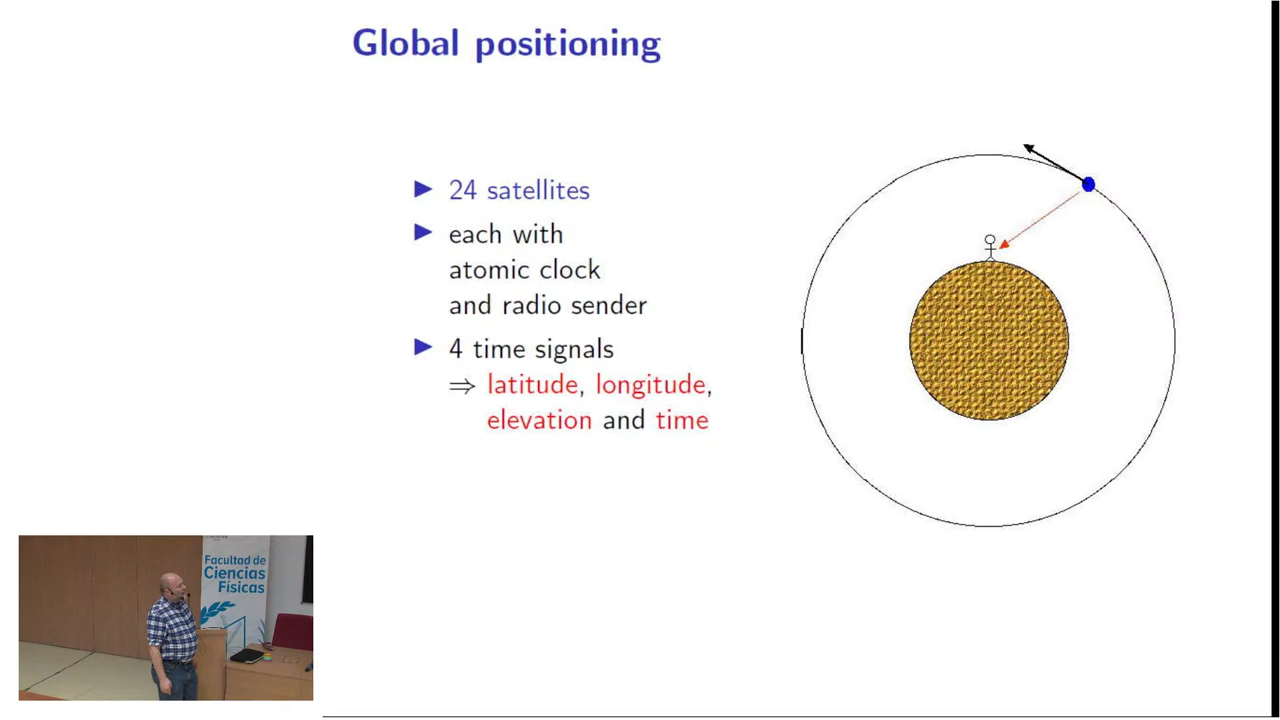 Global positioning
▶ 24 satellites
▶ each with
atomic clock
and radio sender
▶ 4 time signals
⇒ latitude, longitude,
elevation and time
Facultad de
Ciencias
Físicas